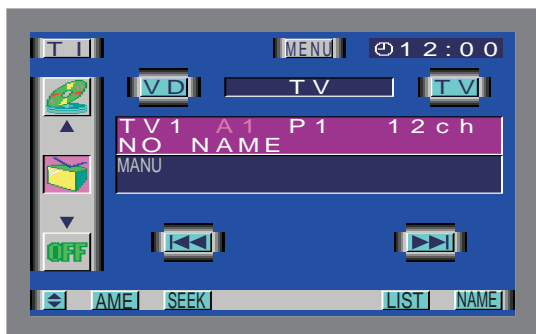 TI MENU 12:00
VD TV TV
TV1 A1 P1 12ch
NO NAME
MANU
OFF
AME SEEK LIST NAME